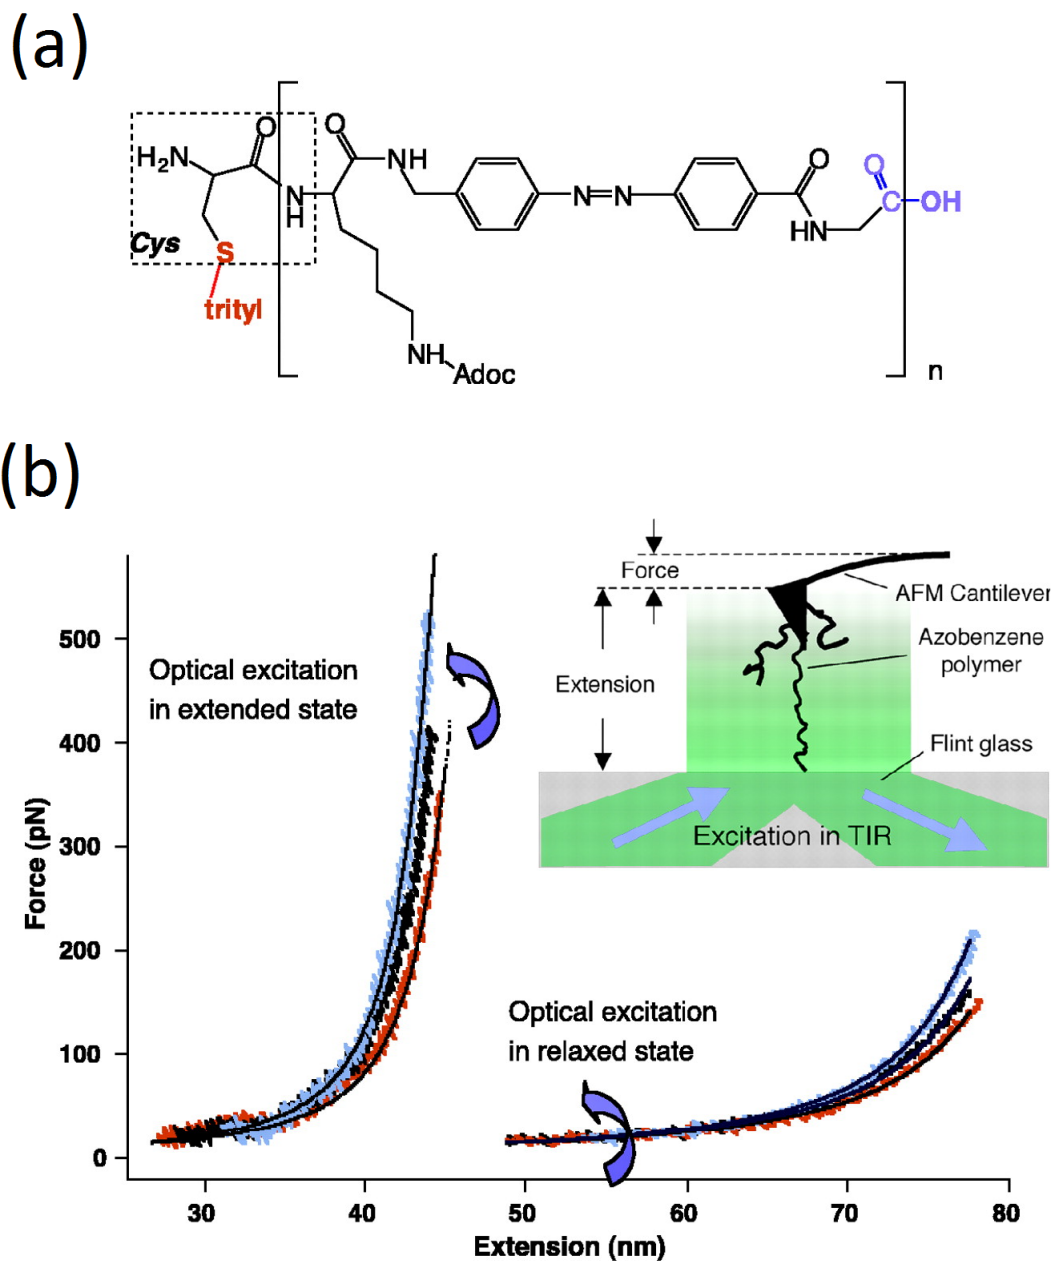 (a)
O
O
O
O
H₂N
NH
N
H
N=N
C-OH
HN
Cys
S
trityl
NH
Adoc
n
(b)
Force
AFM Cantilever
Azobenzene
polymer
Extension
Flint glass
Excitation in TIR
Optical excitation
in extended state
Optical excitation
in relaxed state
500
400
300
200
100
0
Force (pN)
30 40 50 60 70 80
Extension (nm)